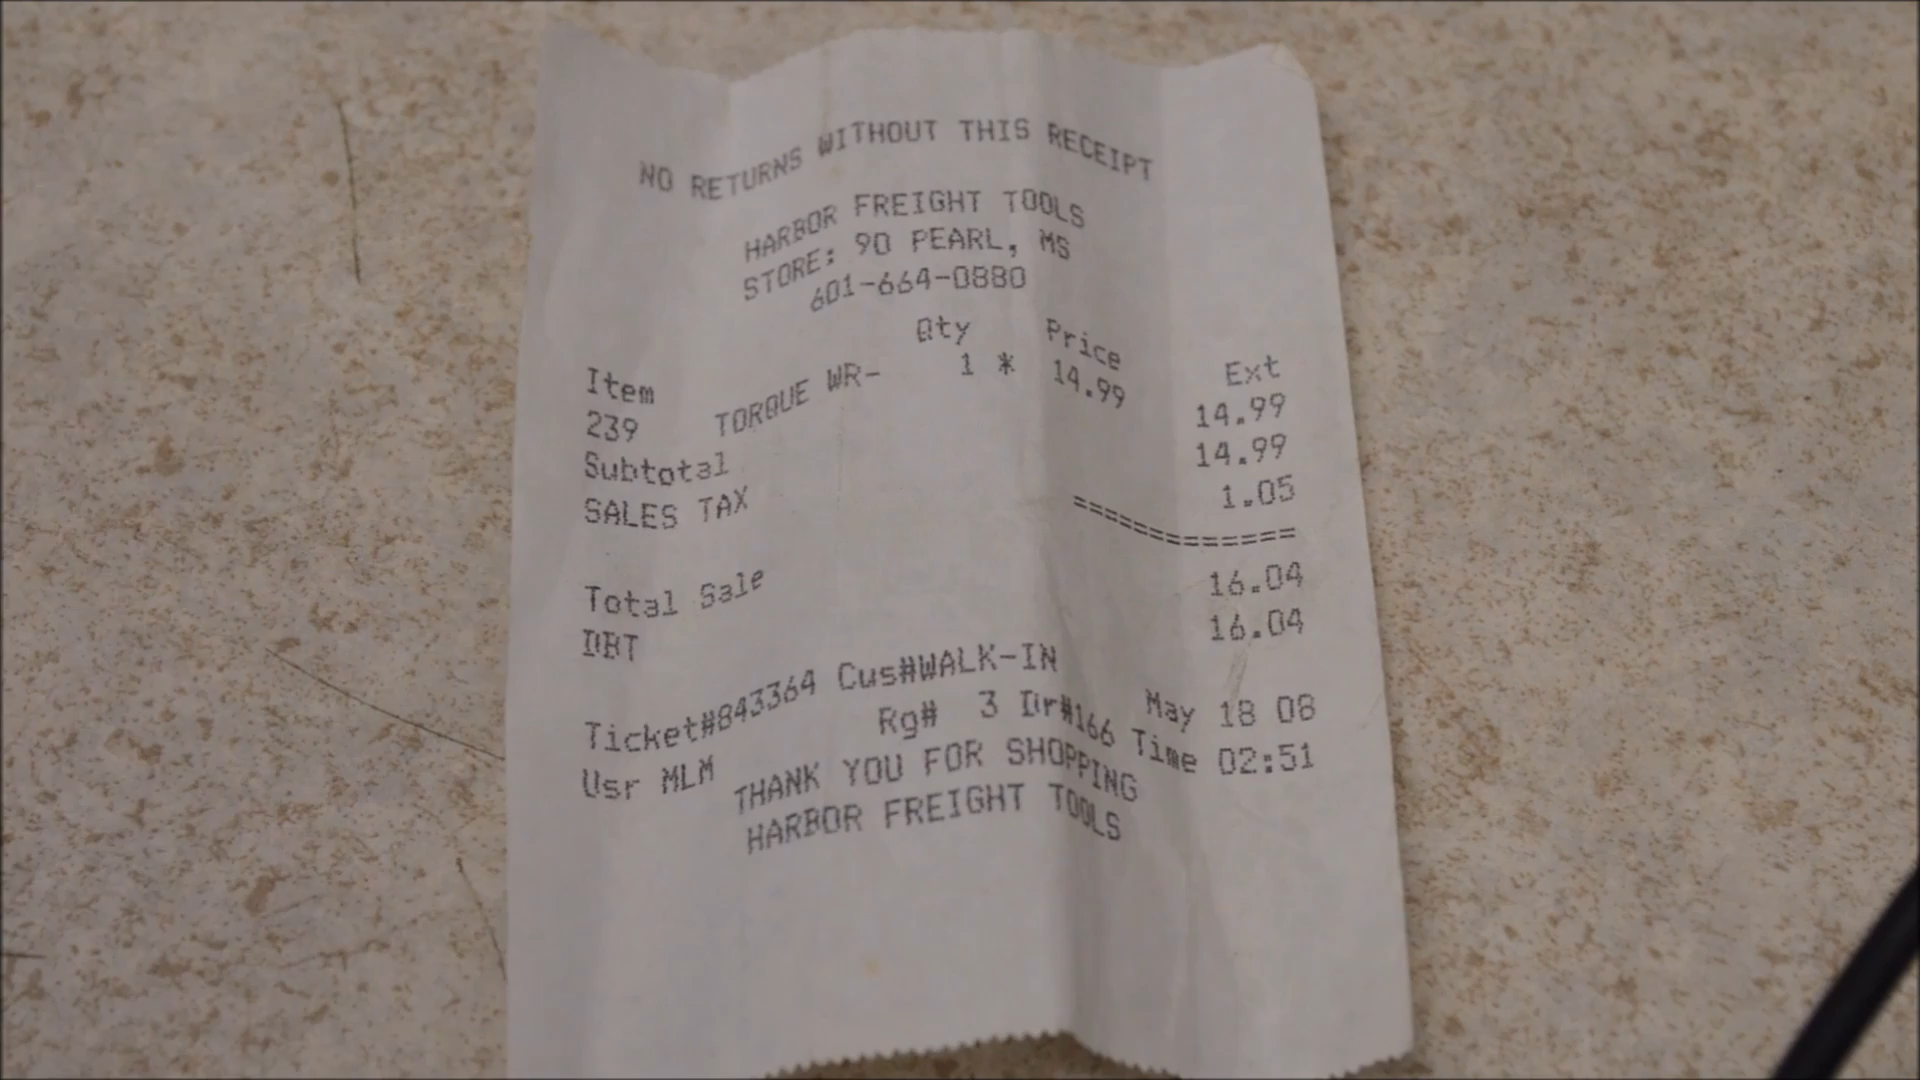 NO RETURNS WITHOUT THIS RECEIPT
HARBOR FREIGHT TOOLS
STORE: 90 PEARL, MS
601-664-0880
Item Qty Price Ext
239 TORQUE WR- 1 * 14.99 14.99
Subtotal 14.99
SALES TAX 1.05
============
Total Sale 16.04
DBT 16.04
Ticket#843364 Cus#WALK-IN May 18 08
Usr MLM Rg# 3 Dr#166 Time 02:51
THANK YOU FOR SHOPPING
HARBOR FREIGHT TOOLS